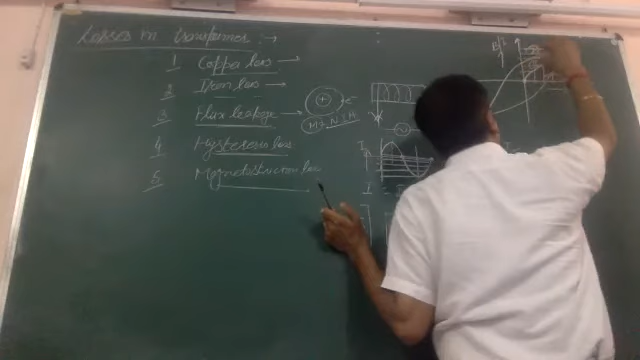 Losses in transformer :→
1 Copper loss →
2 Iron loss →
3 Flux leakage →
4 Hysteresis loss
5 Magnetostriction loss
+
e-
B
I